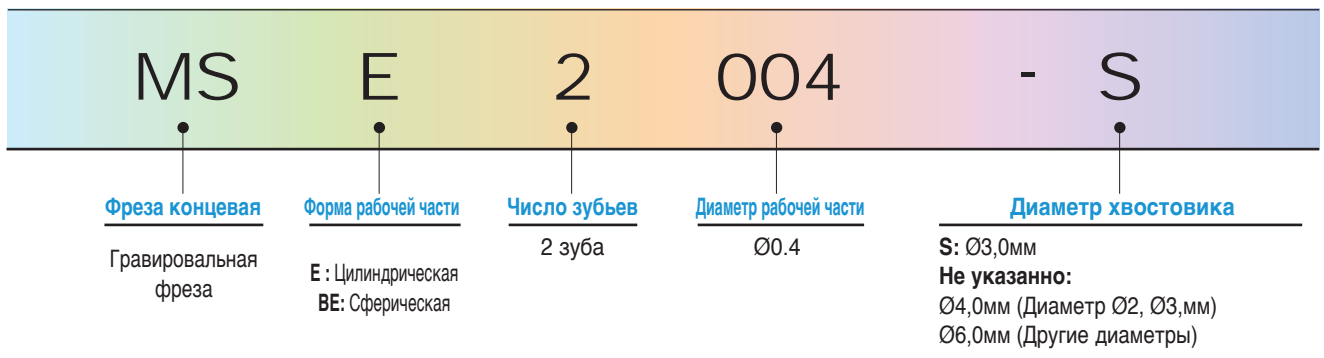 MS E 2 004 - S
Фреза концевая Форма рабочей части Число зубьев Диаметр рабочей части Диаметр хвостовика
Гравировальная
фреза
E : Цилиндрическая
BE: Сферическая
2 зуба
Ø0.4
S: Ø3,0мм
Не указанно:
Ø4,0мм (Диаметр Ø2, Ø3,мм)
Ø6,0мм (Другие диаметры)